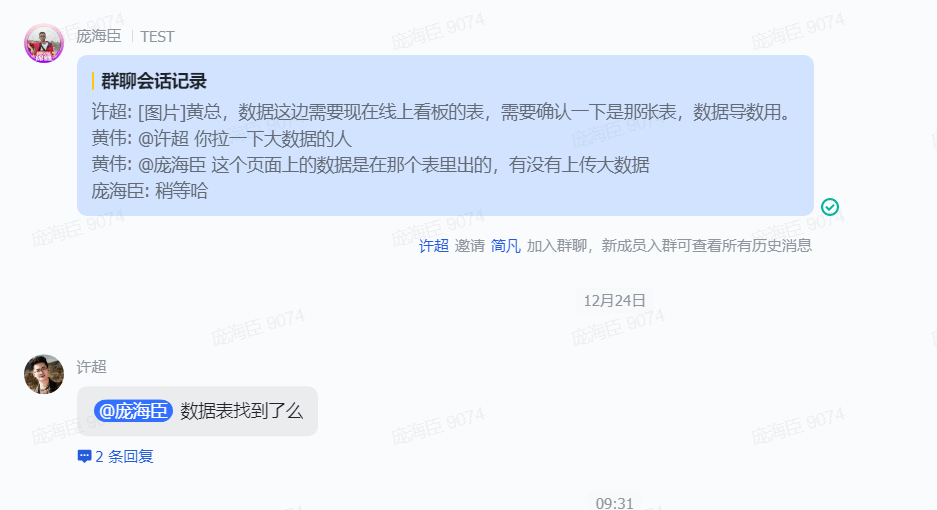 庞海臣 | TEST
群聊会话记录
许超: [图片]黄总，数据这边需要现在线上看板的表，需要确认一下是那张表，数据导数用。
黄伟: @许超 你拉一下大数据的人
黄伟: @庞海臣 这个页面上的数据是在那个表里出的，有没有上传大数据
庞海臣: 稍等哈
许超 邀请 简凡 加入群聊，新成员入群可查看所有历史消息
12月24日
许超
@庞海臣 数据表找到了么
2 条回复
09:31
庞海臣 9074
庞海臣 9074
庞海臣 9074
庞海臣 9074
庞海臣 9074
庞海臣 9074
庞海臣 9074
庞海臣 9074
庞海臣 9074
庞海臣 9074
庞海臣 9074
庞海臣 9074
庞海臣 9074